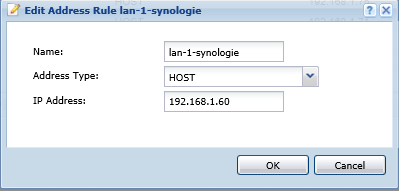 Edit Address Rule lan-1-synologie
Name: lan-1-synologie
Address Type: HOST
IP Address: 192.168.1.60
OK Cancel